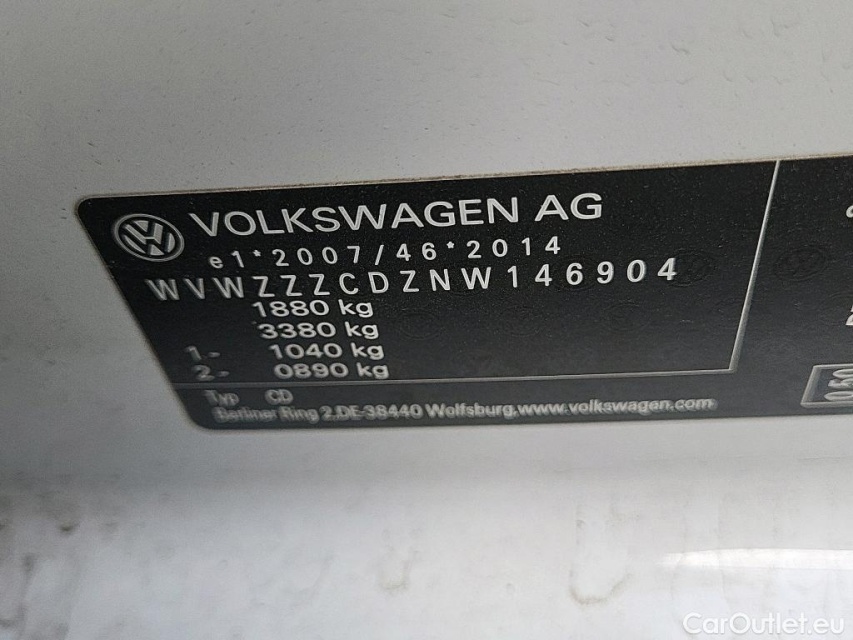 VOLKSWAGEN AG
e1*2007/46*2014
WVWZZZCDZNW146904
1880 kg
3380 kg
1.- 1040 kg
2.- 0890 kg
Typ CD
Berliner Ring 2,DE-38440 Wolfsburg,www.volkswagen.com
CarOutlet.eu